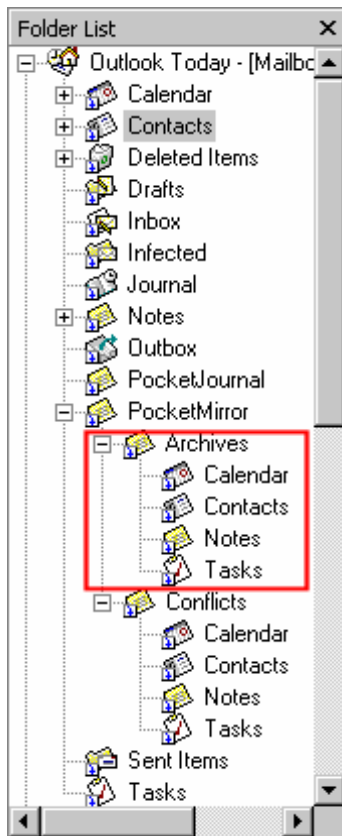 Folder List
Outlook Today - [Mailbo
Calendar
Contacts
Deleted Items
Drafts
Inbox
Infected
Journal
Notes
Outbox
PocketJournal
PocketMirror
Archives
Calendar
Contacts
Notes
Tasks
Conflicts
Calendar
Contacts
Notes
Tasks
Sent Items
Tasks